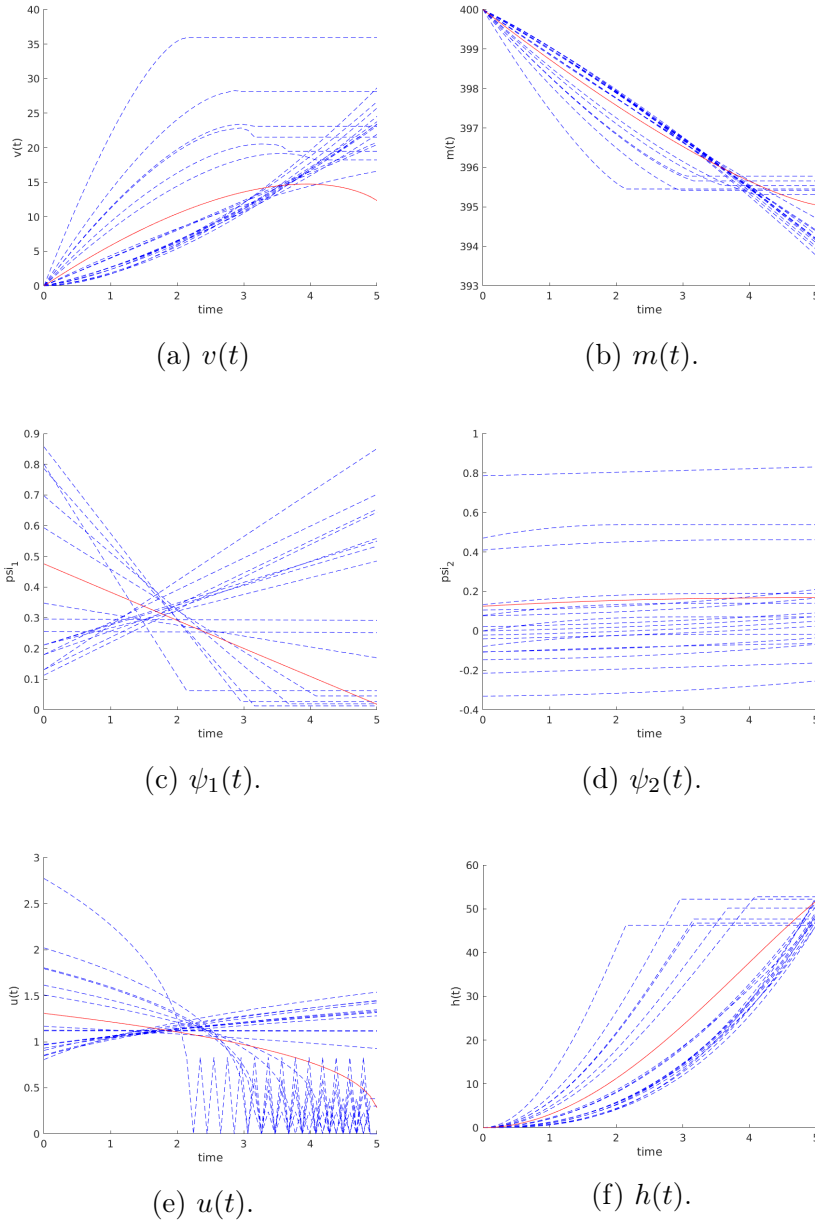 40
35
30
25
20
15
10
5
0
v(t)
0 1 2 3 4 5
time
(a) v(t)
400
399
398
397
396
395
394
393
m(t)
0 1 2 3 4 5
time
(b) m(t).
0.9
0.8
0.7
0.6
0.5
0.4
0.3
0.2
0.1
0
psi₁
0 1 2 3 4 5
time
(c) ψ₁(t).
1
0.8
0.6
0.4
0.2
0
-0.2
-0.4
psi₂
0 1 2 3 4 5
time
(d) ψ₂(t).
3
2.5
2
1.5
1
0.5
0
u(t)
0 1 2 3 4 5
time
(e) u(t).
60
50
40
30
20
10
0
h(t)
0 1 2 3 4 5
time
(f) h(t).